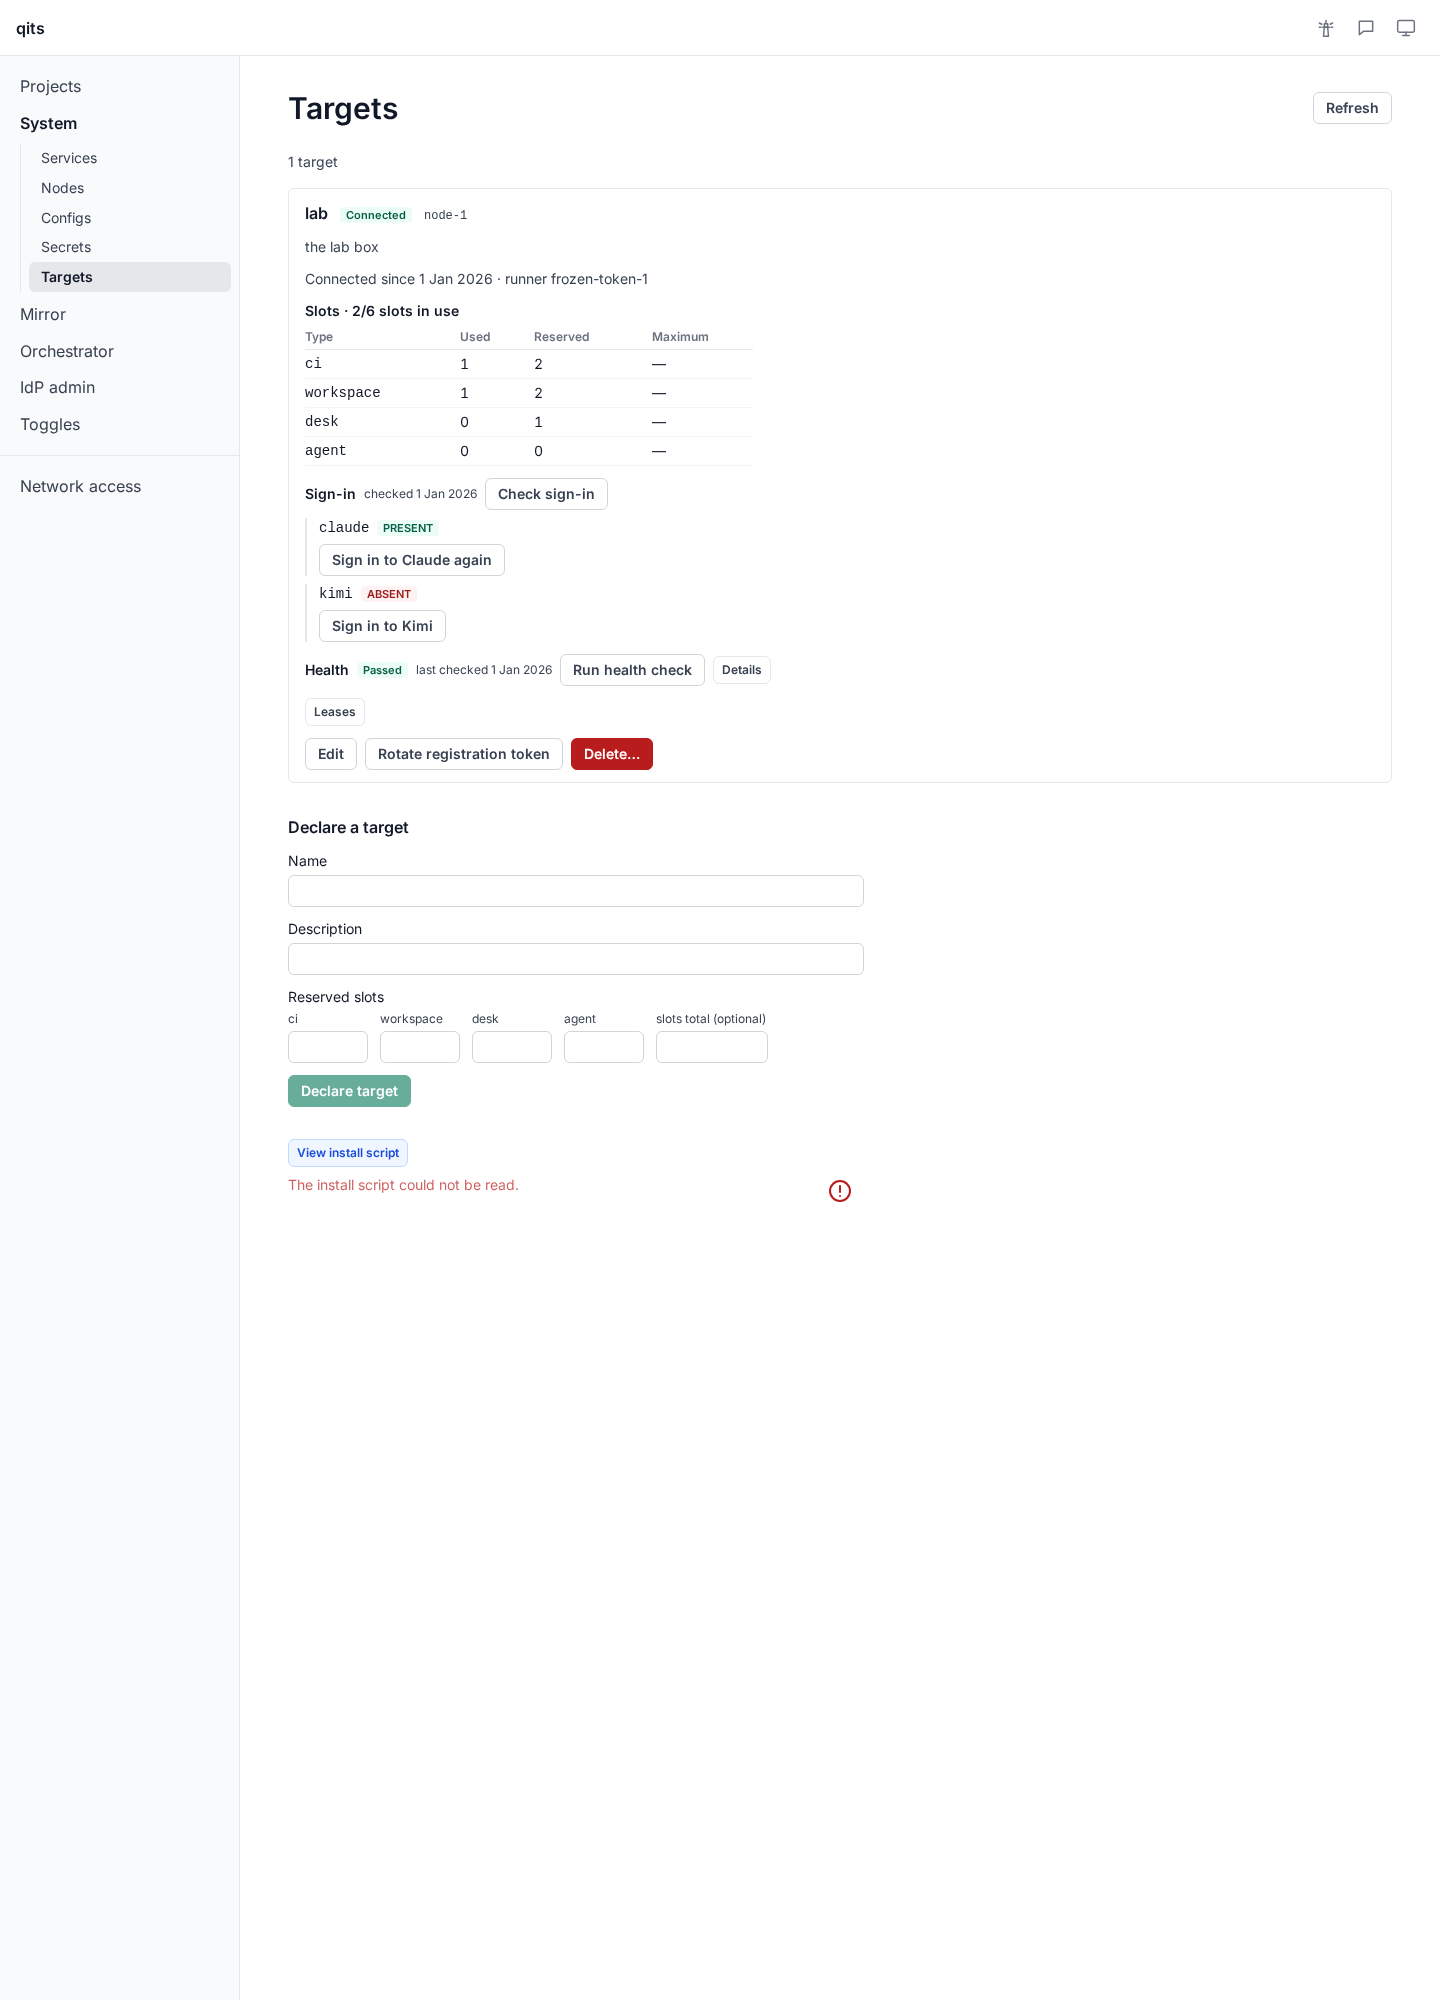 qits
Projects
System
Services
Nodes
Configs
Secrets
Targets
Mirror
Orchestrator
IdP admin
Toggles
Network access
Targets
Refresh
1 target
lab Connected node-1
the lab box
Connected since 1 Jan 2026 · runner frozen-token-1
Slots · 2/6 slots in use
Type Used Reserved Maximum
ci 1 2 —
workspace 1 2 —
desk 0 1 —
agent 0 0 —
Sign-in checked 1 Jan 2026 Check sign-in
claude PRESENT
Sign in to Claude again
kimi ABSENT
Sign in to Kimi
Health Passed last checked 1 Jan 2026 Run health check Details
Leases
Edit Rotate registration token Delete...
Declare a target
Name
Description
Reserved slots
ci workspace desk agent slots total (optional)
Declare target
View install script
The install script could not be read.